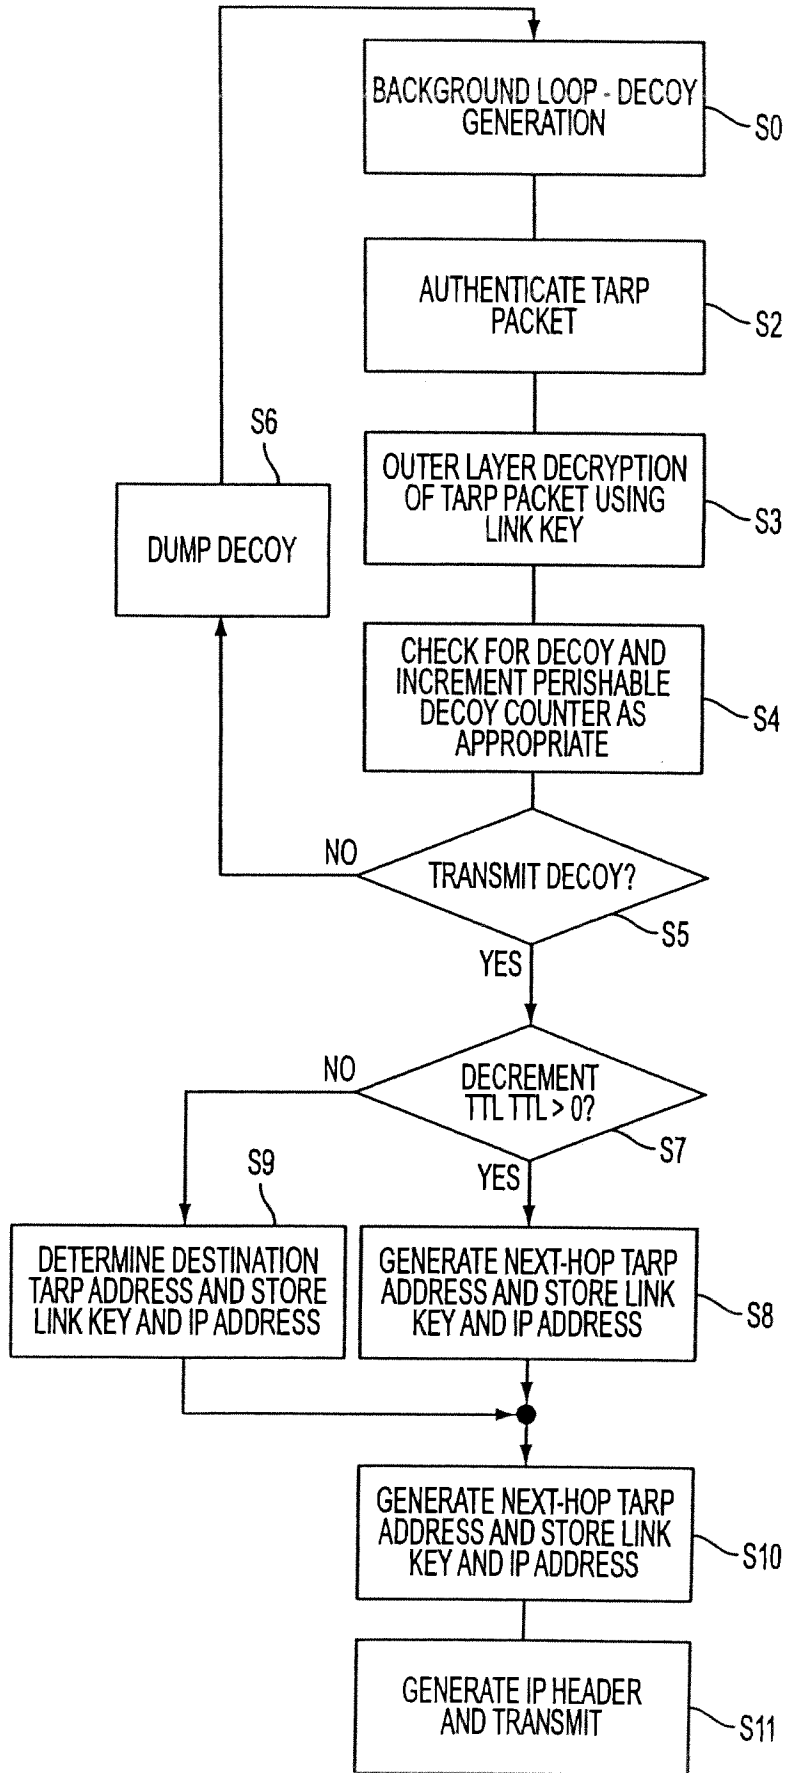 BACKGROUND LOOP - DECOY
GENERATION
S0
AUTHENTICATE TARP
PACKET
S2
OUTER LAYER DECRYPTION
OF TARP PACKET USING
LINK KEY
S3
S6
DUMP DECOY
CHECK FOR DECOY AND
INCREMENT PERISHABLE
DECOY COUNTER AS
APPROPRIATE
S4
NO
TRANSMIT DECOY?
S5
YES
NO
DECREMENT
TTL TTL > 0?
S7
YES
S9
DETERMINE DESTINATION
TARP ADDRESS AND STORE
LINK KEY AND IP ADDRESS
GENERATE NEXT-HOP TARP
ADDRESS AND STORE LINK
KEY AND IP ADDRESS
S8
GENERATE NEXT-HOP TARP
ADDRESS AND STORE LINK
KEY AND IP ADDRESS
S10
GENERATE IP HEADER
AND TRANSMIT
S11